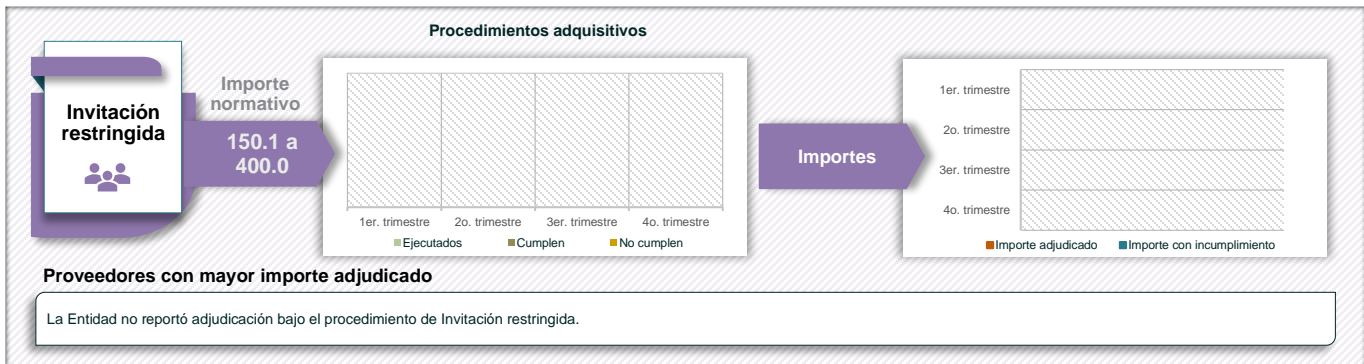 Procedimientos adquisitivos
Invitación
restringida
Importe
normativo
150.1 a
400.0
1er. trimestre 2o. trimestre 3er. trimestre 4o. trimestre
Ejecutados Cumplen No cumplen
Importes
1er. trimestre
2o. trimestre
3er. trimestre
4o. trimestre
Importe adjudicado Importe con incumplimiento
Proveedores con mayor importe adjudicado
La Entidad no reportó adjudicación bajo el procedimiento de Invitación restringida.